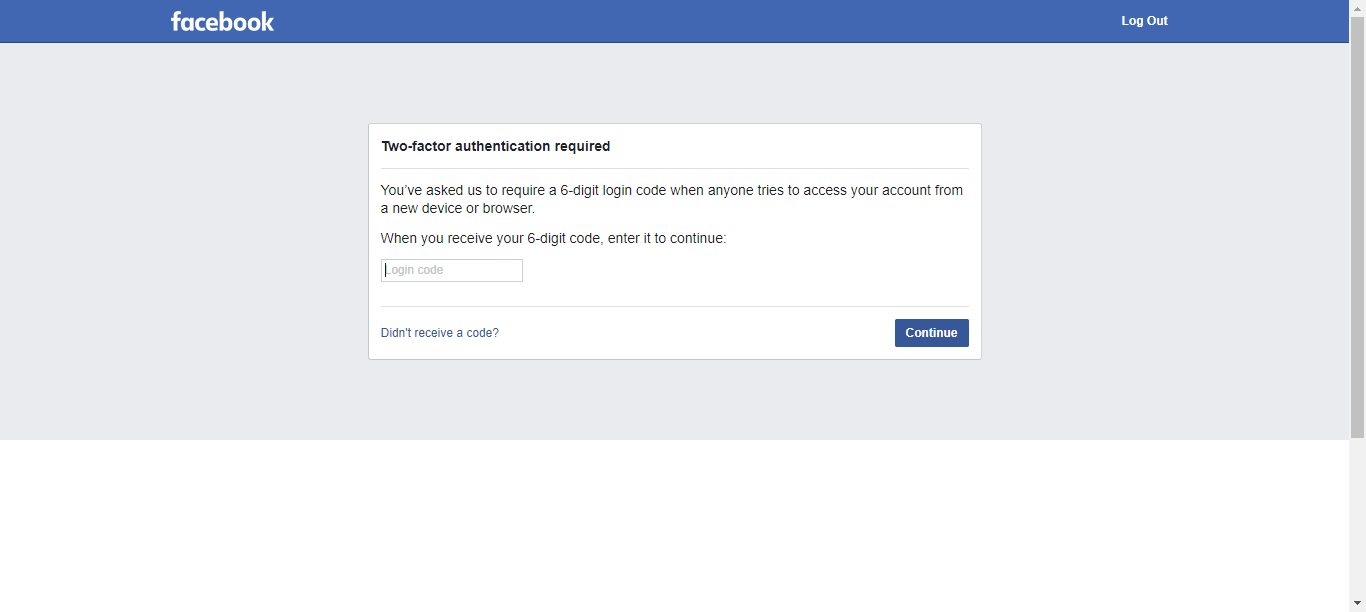 facebook
Log Out
Two-factor authentication required
You've asked us to require a 6-digit login code when anyone tries to access your account from
a new device or browser.
When you receive your 6-digit code, enter it to continue:
Login code
Didn't receive a code?
Continue